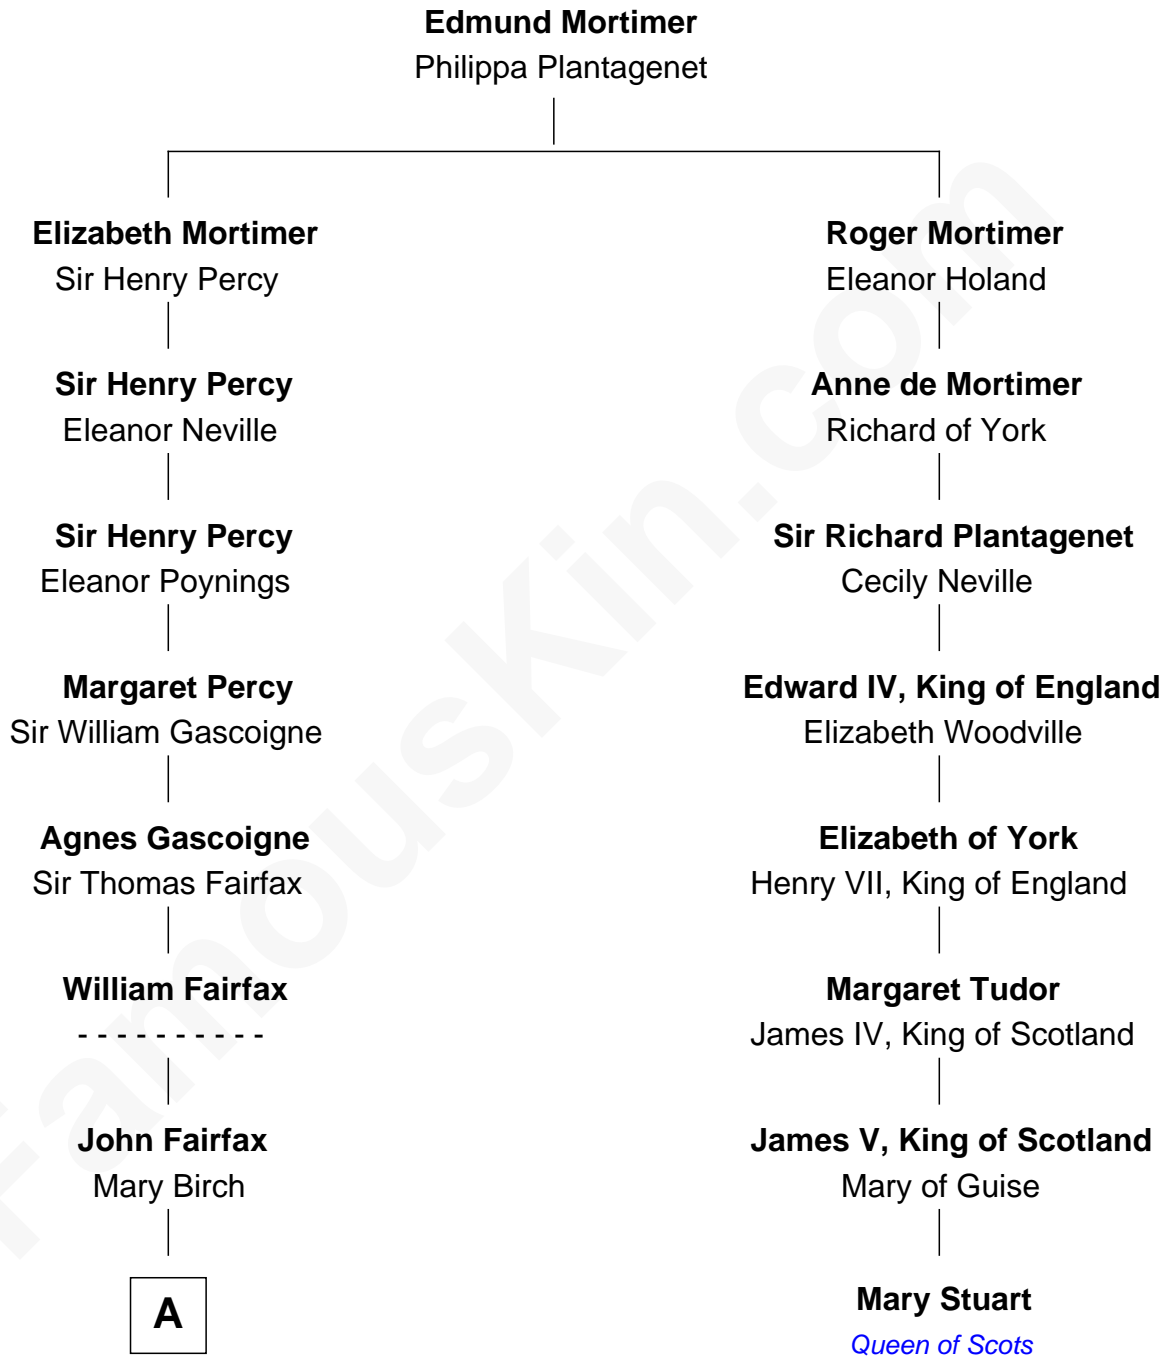 Edmund Mortimer
Philippa Plantagenet
Elizabeth Mortimer
Sir Henry Percy
Roger Mortimer
Eleanor Holand
Sir Henry Percy
Eleanor Neville
Anne de Mortimer
Richard of York
Sir Henry Percy
Eleanor Poynings
Sir Richard Plantagenet
Cecily Neville
Margaret Percy
Sir William Gascoigne
Edward IV, King of England
Elizabeth Woodville
Agnes Gascoigne
Sir Thomas Fairfax
Elizabeth of York
Henry VII, King of England
William Fairfax
- - - - - - - - - -
Margaret Tudor
James IV, King of Scotland
John Fairfax
Mary Birch
James V, King of Scotland
Mary of Guise
A
Mary Stuart
Queen of Scots
FamousKin.com